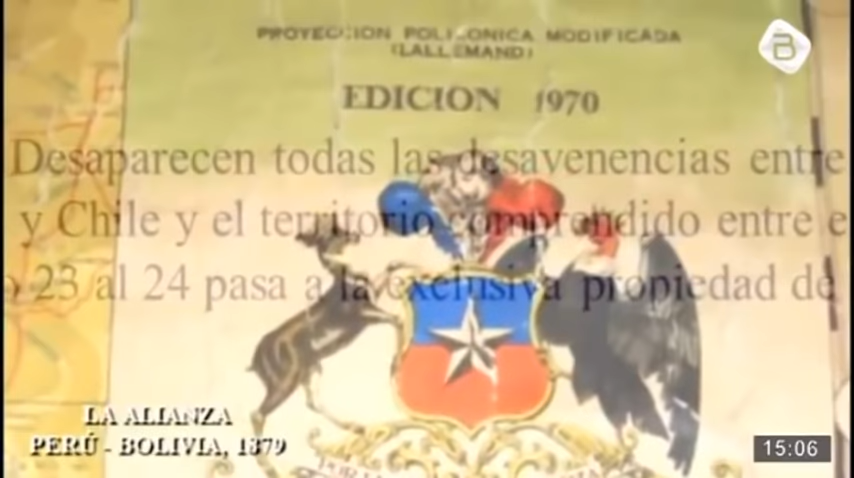 PROYECCION POLICONICA MODIFICADA
(LALLEMAND)
EDICION 1970
Desaparecen todas las desavenencias entre
y Chile y el territorio comprendido entre e
o 23 al 24 pasa a la exclusiva propiedad de
LA ALIANZA
PERÚ - BOLIVIA, 1879
15:06
B